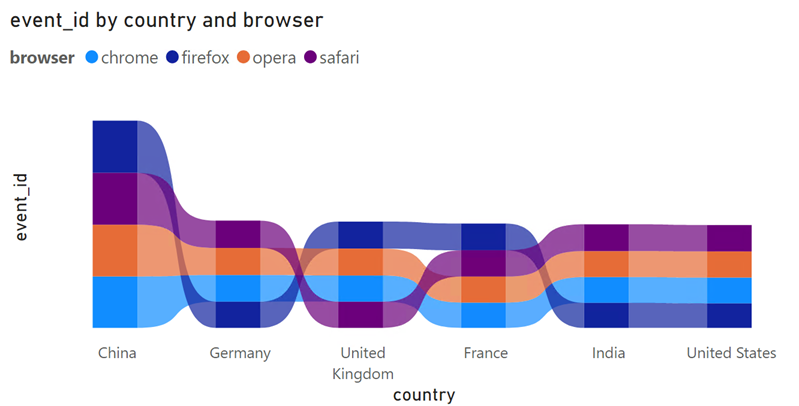 event_id by country and browser
browser chrome firefox opera safari
event_id
China Germany United Kingdom France India United States
country